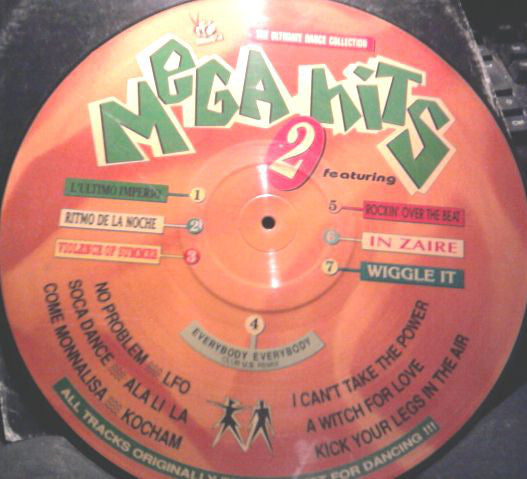 THE ULTIMATE DANCE COLLECTION
MEGA HITS
2
featuring
L'ULTIMO IMPERIO 1
RITMO DE LA NOCHE 2
VIOLENCE OF SUMMER 3
4
EVERYBODY EVERYBODY
CLUB U.S. REMIX
5 ROCKIN' OVER THE BEAT
6 IN ZAIRE
7 WIGGLE IT
NO PROBLEM LFO
SOCA DANCE ALA LI LA
COME MONNALISA KOCHAM
I CAN'T TAKE THE POWER
A WITCH FOR LOVE
KICK YOUR LEGS IN THE AIR
ALL TRACKS ORIGINALLY FOR DANCING !!!